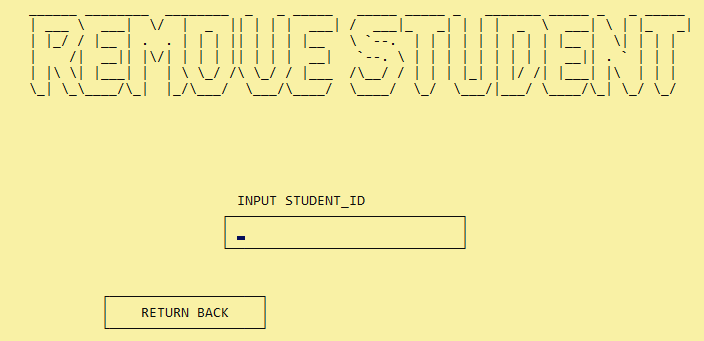 REMOVE STUDENT
INPUT STUDENT_ID
RETURN BACK